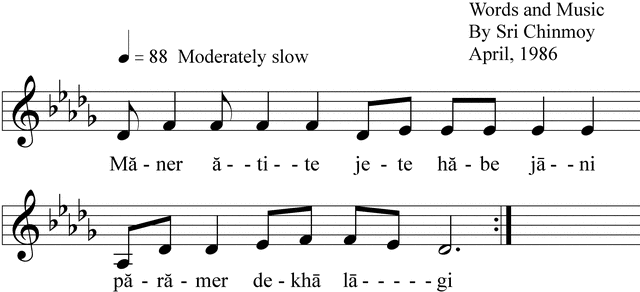 Words and Music
By Sri Chinmoy
April, 1986
= 88 Moderately slow
Mă - ner ă - - ti - - te je - te hă - be jā - - ni
pă - ră - mer de - khā lā - - - - - gi